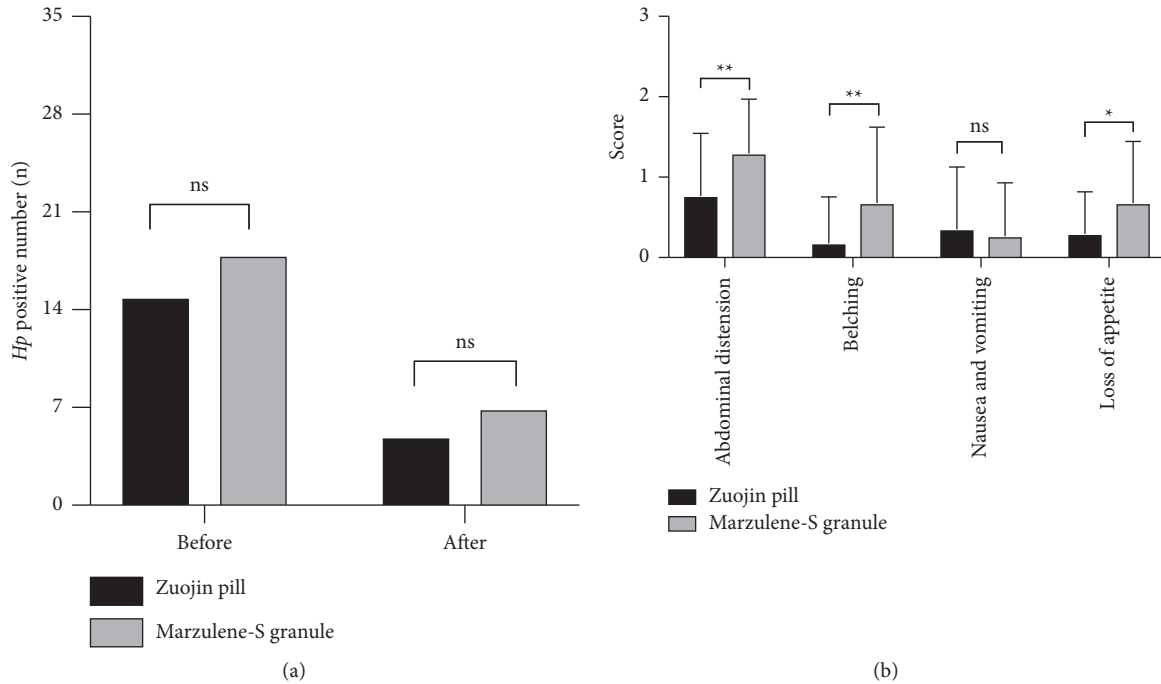 35
28
21
14
7
0
Hp positive number (n)
ns
ns
Before
After
Zuojin pill
Marzulene-S granule
(a)
3
2
1
0
Score
**
**
ns
*
Abdominal distension
Belching
Nausea and vomiting
Loss of appetite
Zuojin pill
Marzulene-S granule
(b)